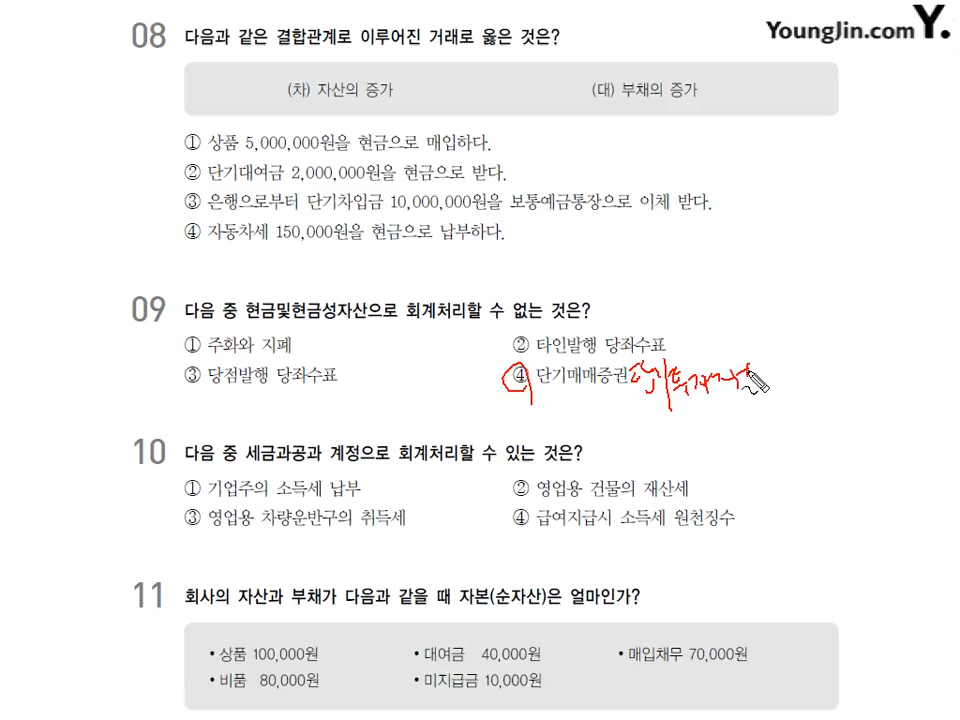 YoungJin.com Y.
08 다음과 같은 결합관계로 이루어진 거래로 옳은 것은?
(차) 자산의 증가 (대) 부채의 증가
① 상품 5,000,000원을 현금으로 매입하다.
② 단기대여금 2,000,000원을 현금으로 받다.
③ 은행으로부터 단기차입금 10,000,000원을 보통예금통장으로 이체 받다.
④ 자동차세 150,000원을 현금으로 납부하다.
09 다음 중 현금및현금성자산으로 회계처리할 수 없는 것은?
① 주화와 지폐 ② 타인발행 당좌수표
③ 당점발행 당좌수표 ④ 단기매매증권
10 다음 중 세금과공과 계정으로 회계처리할 수 있는 것은?
① 기업주의 소득세 납부 ② 영업용 건물의 재산세
③ 영업용 차량운반구의 취득세 ④ 급여지급시 소득세 원천징수
11 회사의 자산과 부채가 다음과 같을 때 자본(순자산)은 얼마인가?
• 상품 100,000원 • 대여금 40,000원 • 매입채무 70,000원
• 비품 80,000원 • 미지급금 10,000원